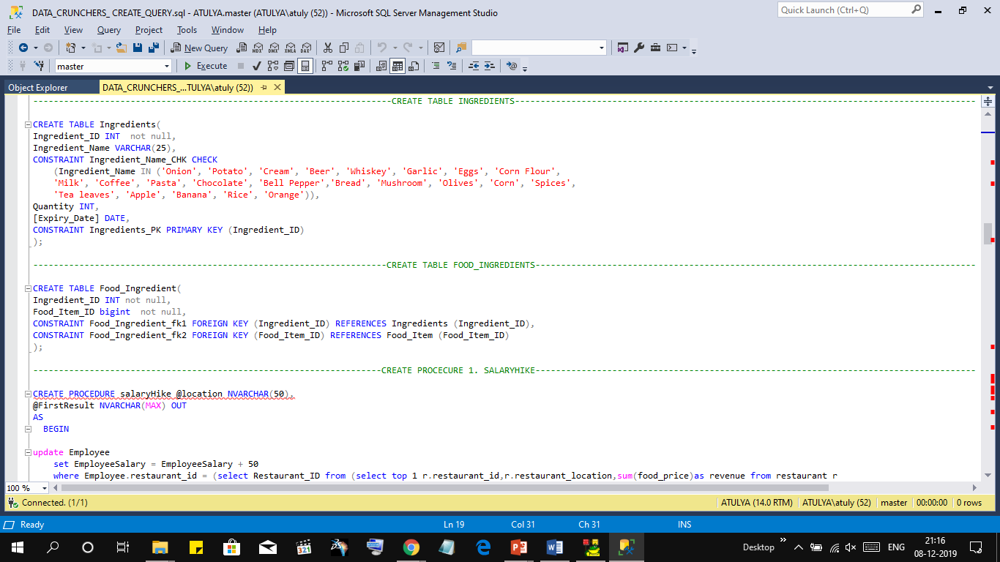 DATA_CRUNCHERS_ CREATE_QUERY.sql - ATULYA.master (ATULYA\atuly (52)) - Microsoft SQL Server Management Studio
Quick Launch (Ctrl+Q)
File Edit View Query Project Tools Window Help
New Query MDX DMX XMLA DAX
master Execute
Object Explorer DATA_CRUNCHERS_...TULYA\atuly (52))
--------------------CREATE TABLE INGREDIENTS--------------------
CREATE TABLE Ingredients(
Ingredient_ID INT  not null,
Ingredient_Name VARCHAR(25),
CONSTRAINT Ingredient_Name_CHK CHECK
    (Ingredient_Name IN ('Onion', 'Potato', 'Cream', 'Beer', 'Whiskey', 'Garlic', 'Eggs', 'Corn Flour',
    'Milk', 'Coffee', 'Pasta', 'Chocolate', 'Bell Pepper','Bread', 'Mushroom', 'Olives', 'Corn', 'Spices',
    'Tea leaves', 'Apple', 'Banana', 'Rice', 'Orange')),
Quantity INT,
[Expiry_Date] DATE,
CONSTRAINT Ingredients_PK PRIMARY KEY (Ingredient_ID)
);
--------------------CREATE TABLE FOOD_INGREDIENTS--------------------
CREATE TABLE Food_Ingredient(
Ingredient_ID INT not null,
Food_Item_ID bigint  not null,
CONSTRAINT Food_Ingredient_fk1 FOREIGN KEY (Ingredient_ID) REFERENCES Ingredients (Ingredient_ID),
CONSTRAINT Food_Ingredient_fk2 FOREIGN KEY (Food_Item_ID) REFERENCES Food_Item (Food_Item_ID)
);
--------------------CREATE PROCECURE 1. SALARYHIKE--------------------
CREATE PROCEDURE salaryHike @location NVARCHAR(50),
@FirstResult NVARCHAR(MAX) OUT
AS
  BEGIN
update Employee
    set EmployeeSalary = EmployeeSalary + 50
    where Employee.restaurant_id = (select Restaurant_ID from (select top 1 r.restaurant_id,r.restaurant_location,sum(food_price)as revenue from restaurant r
100 %
Connected. (1/1) ATULYA (14.0 RTM) ATULYA\atuly (52) master 00:00:00 0 rows
Ready Ln 19 Col 31 Ch 31 INS
321 Desktop ENG 21:16
08-12-2019